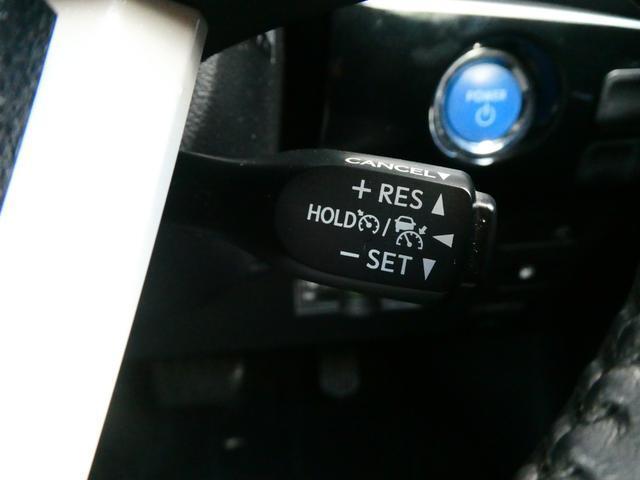 POWER
CANCEL▼
+ RES ▲
HOLD / ◀
− SET ▼